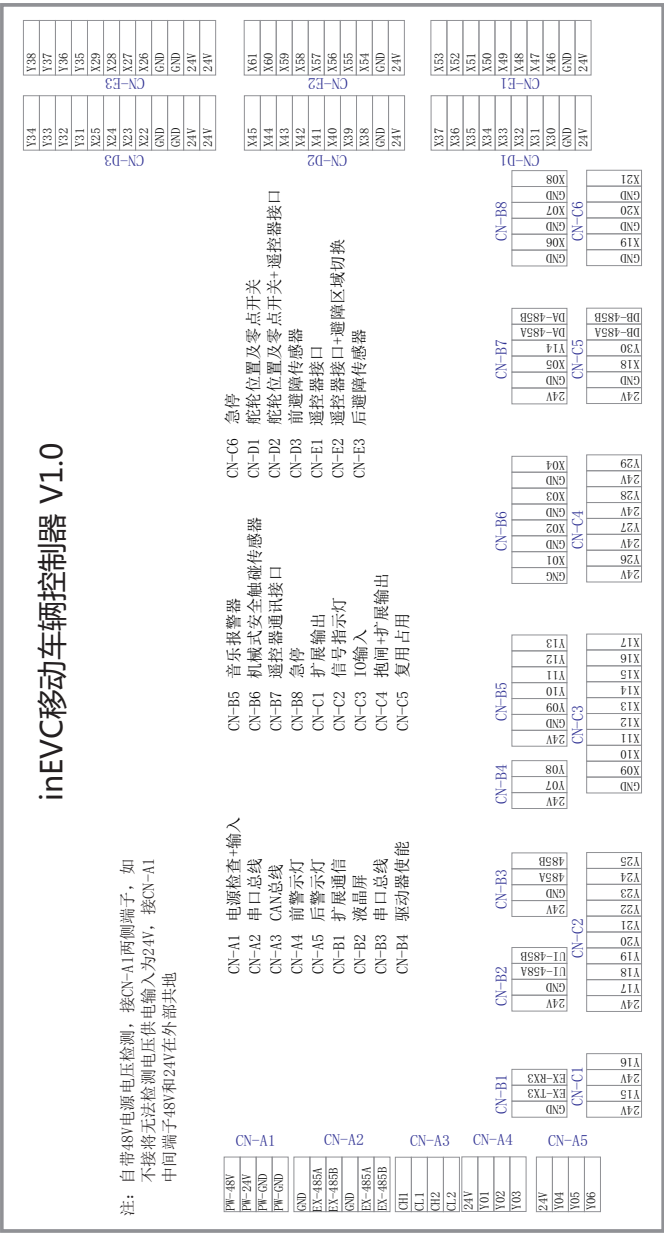 inEVC移动车辆控制器 V1.0
注: 自带48V电源电压检测, 接CN-A1两侧端子, 如
不接将无法检测电压供电输入为24V, 接CN-A1
中间端子48V和24V在外部共地
CN-A1 电源检查+输入
CN-A2 串口总线
CN-A3 CAN总线
CN-A4 前警示灯
CN-A5 后警示灯
CN-B1 扩展通信
CN-B2 液晶屏
CN-B3 串口总线
CN-B4 驱动器使能
CN-B5 音乐报警器
CN-B6 机械式安全触碰传感器
CN-B7 遥控器通讯接口
CN-B8 急停
CN-C1 扩展输出
CN-C2 信号指示灯
CN-C3 IO输入
CN-C4 抱闸+扩展输出
CN-C5 复用占用
CN-C6 急停
CN-D1 舵轮位置及零点开关
CN-D2 舵轮位置及零点开关+遥控器接口
CN-D3 前避障传感器
CN-E1 遥控器接口
CN-E2 遥控器接口+避障区域切换
CN-E3 后避障传感器
CN-A1
PW-48V
PW-24V
PW-GND
PW-GND
CN-A2
GND
EX-485A
EX-485B
GND
EX-485A
EX-485B
CN-A3
CH1
CL1
CH2
CL2
CN-A4
24V
Y01
Y02
Y03
CN-A5
24V
Y04
Y05
Y06
CN-B1
EX-RX3
EX-TX3
GND
CN-B2
UI-485B
UI-458A
GND
24V
CN-B3
485B
485A
GND
24V
CN-B4
Y08
Y07
24V
CN-B5
Y13
Y12
Y11
Y10
Y09
GND
24V
CN-B6
X04
GND
X03
GND
X02
GND
X01
GNG
CN-B7
DA-485B
DA-485A
Y14
X05
GND
24V
CN-B8
X08
GND
X07
GND
X06
GND
CN-C1
Y16
24V
Y15
24V
CN-C2
Y25
Y24
Y23
Y22
Y21
Y20
Y19
Y18
Y17
24V
CN-C3
X17
X16
X15
X14
X13
X12
X11
X10
X09
GND
CN-C4
Y29
24V
Y28
24V
Y27
24V
Y26
24V
CN-C5
DB-485B
DB-485A
Y30
X18
GND
24V
CN-C6
X21
GND
X20
GND
X19
GND
CN-E3
Y38
Y37
Y36
Y35
X29
X28
X27
X26
GND
GND
24V
24V
CN-D3
Y34
Y33
Y32
Y31
X25
X24
X23
X22
GND
GND
24V
24V
CN-E2
X61
X60
X59
X58
X57
X56
X55
X54
GND
24V
CN-D2
X45
X44
X43
X42
X41
X40
X39
X38
GND
24V
CN-E1
X53
X52
X51
X50
X49
X48
X47
X46
GND
24V
CN-D1
X37
X36
X35
X34
X33
X32
X31
X30
GND
24V